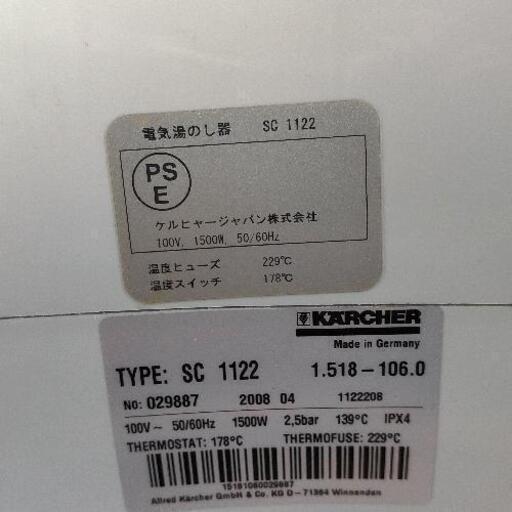 電気湯のし器 SC 1122
PS
E
ケルヒャージャパン株式会社
100V, 1500W, 50/60Hz
温度ヒューズ 229℃
温度スイッチ 178℃
KÄRCHER
Made in Germany
TYPE: SC 1122 1.518-106.0
NO: 029887 2008 04 1122208
100V~ 50/60Hz 1500W 2,5bar 139°C IPX4
THERMOSTAT: 178°C THERMOFUSE: 229°C
15181060029887
Alfred Kärcher GmbH & Co. KG D - 71364 Winnenden